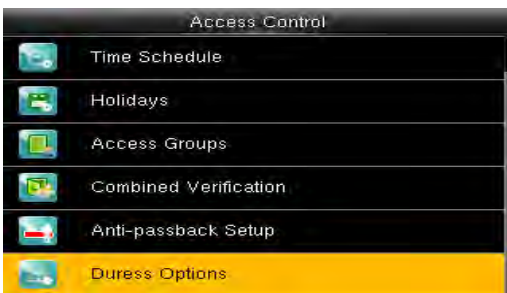 Access Control
Time Schedule
Holidays
Access Groups
Combined Verification
Anti-passback Setup
Duress Options